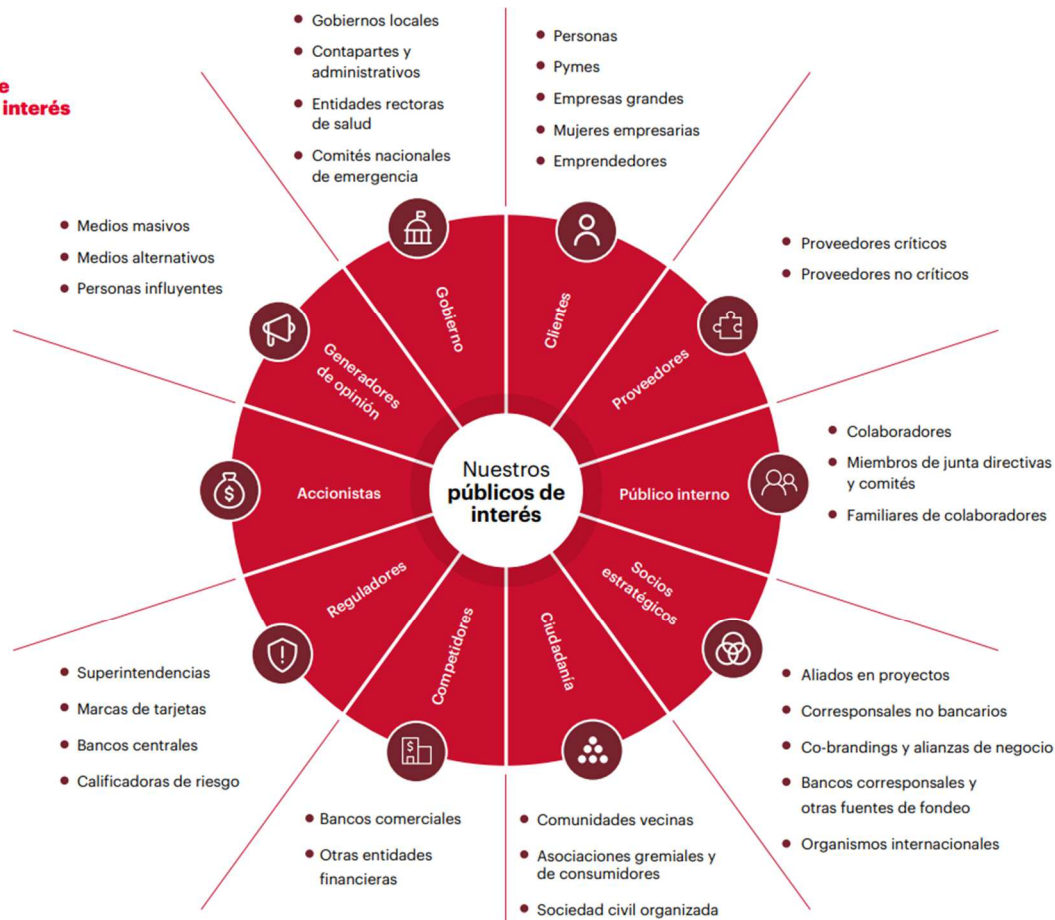 e
interés
Gobiernos locales
Contapartes y
administrativos
Entidades rectoras
de salud
Comités nacionales
de emergencia
Personas
Pymes
Empresas grandes
Mujeres empresarias
Emprendedores
Medios masivos
Medios alternativos
Personas influyentes
Proveedores críticos
Proveedores no críticos
Gobierno
Clientes
Generadores
de opinión
Proveedores
Accionistas
Nuestros
públicos de
interés
Público interno
Colaboradores
Miembros de junta directivas
y comités
Familiares de colaboradores
Reguladores
Socios
estratégicos
Competidores
Ciudadanía
Superintendencias
Marcas de tarjetas
Bancos centrales
Calificadoras de riesgo
Aliados en proyectos
Corresponsales no bancarios
Co-brandings y alianzas de negocio
Bancos corresponsales y
otras fuentes de fondeo
Organismos internacionales
Bancos comerciales
Otras entidades
financieras
Comunidades vecinas
Asociaciones gremiales y
de consumidores
Sociedad civil organizada